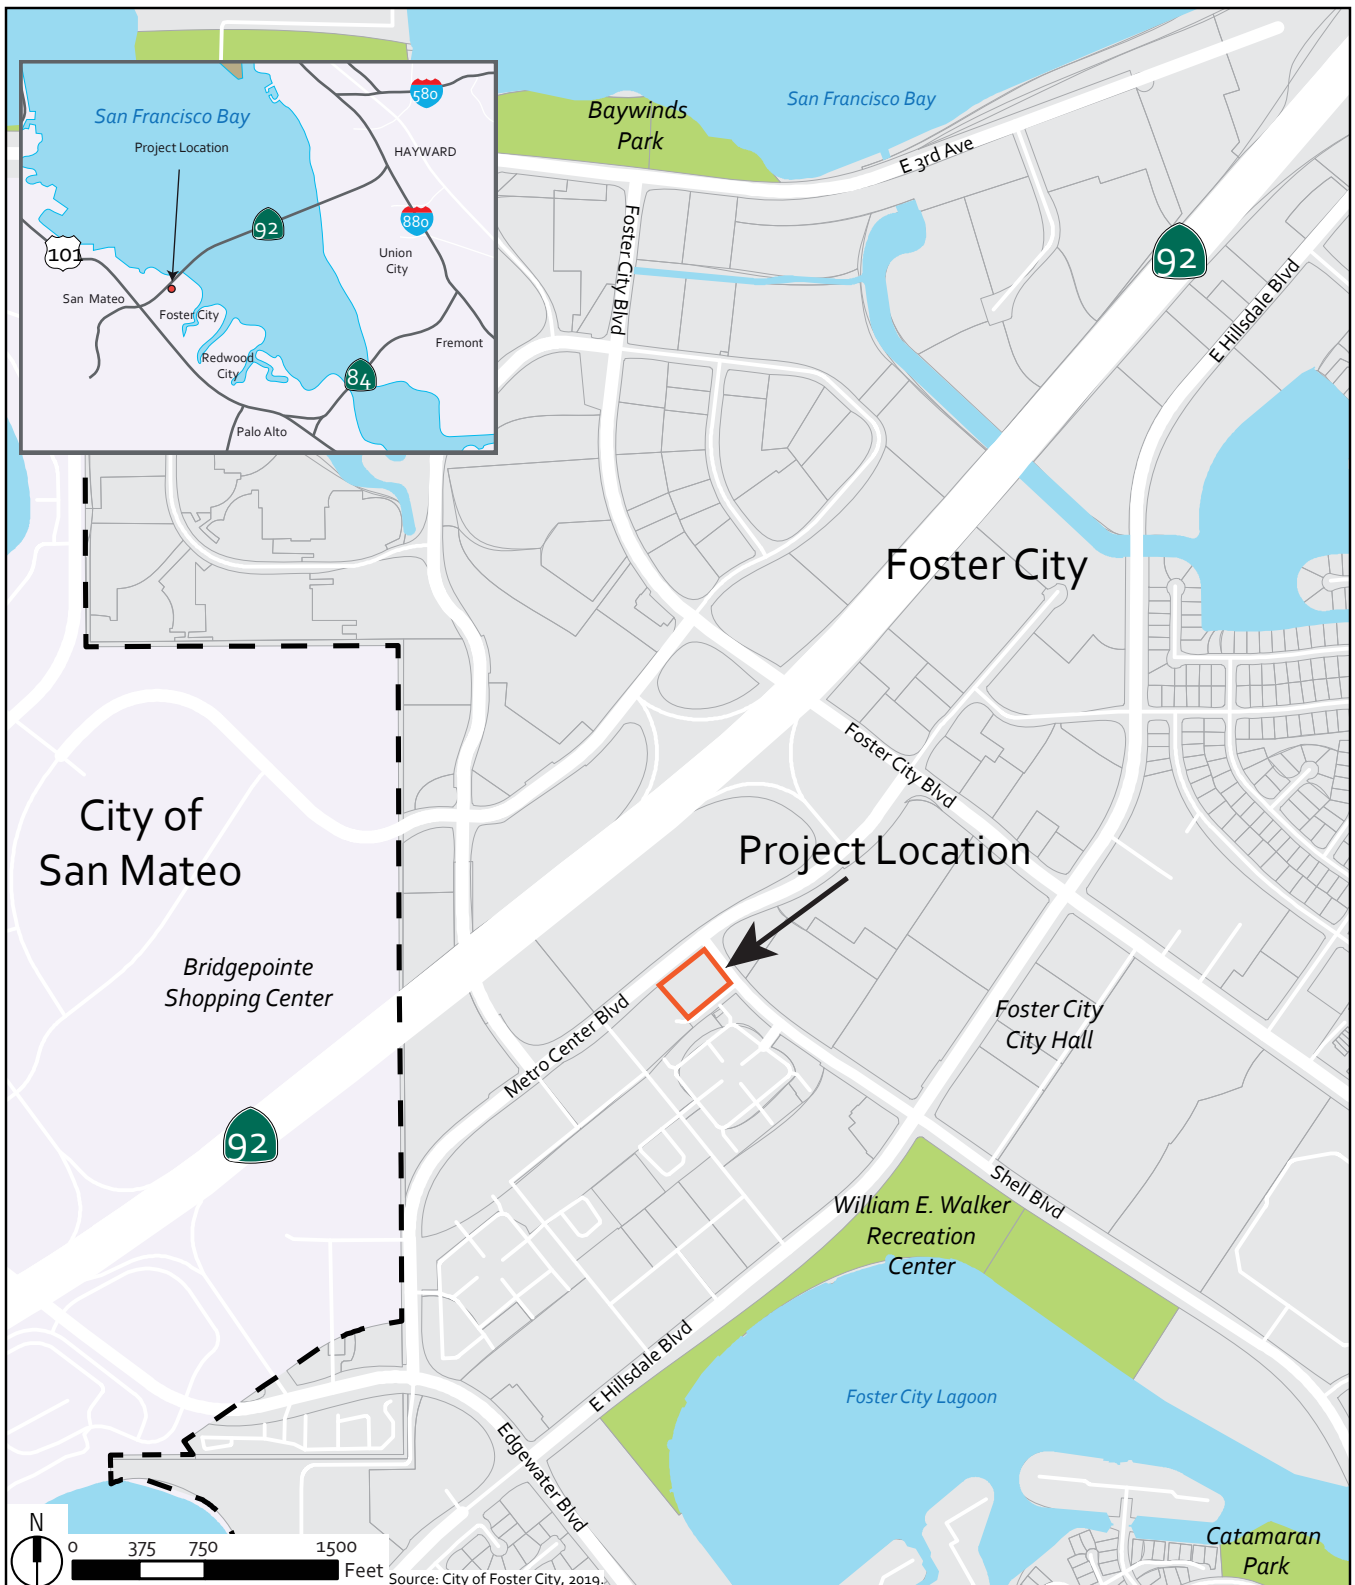 San Francisco Bay
Project Location
580
HAYWARD
92
880
101
Union
City
San Mateo
Foster City
Redwood
City
Fremont
84
Palo Alto
Baywinds
Park
San Francisco Bay
E 3rd Ave
Foster City Blvd
92
E Hillsdale Blvd
Foster City
Foster City Blvd
City of
San Mateo
Project Location
Bridgepointe
Shopping Center
Metro Center Blvd
Foster City
City Hall
92
Shell Blvd
William E. Walker
Recreation
Center
E Hillsdale Blvd
Foster City Lagoon
Edgewater Blvd
Catamaran
Park
N
0 375 750 1500
Feet
Source: City of Foster City, 2019.